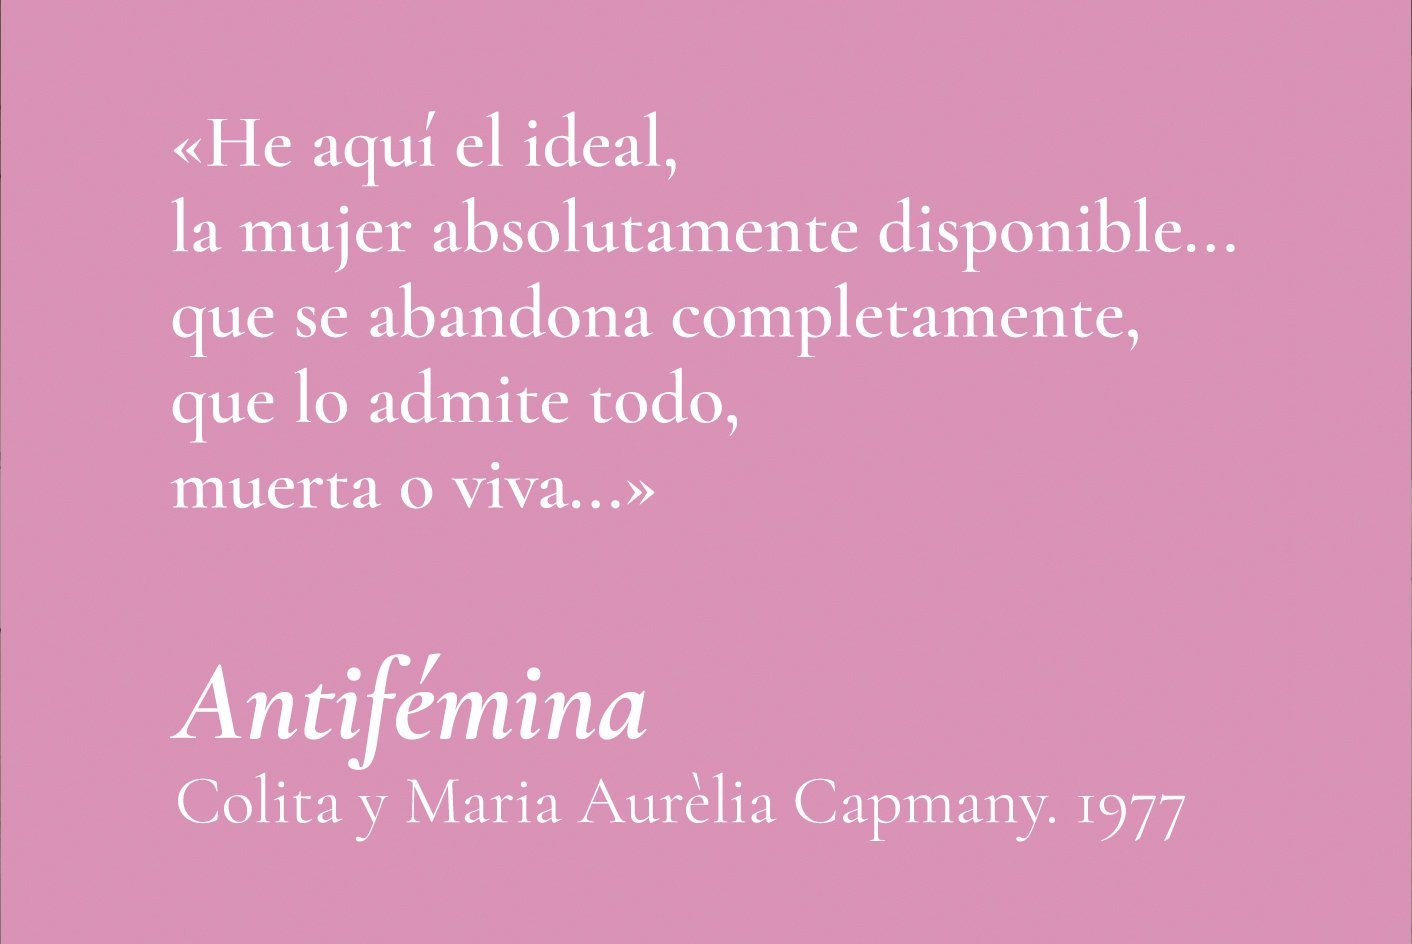 «He aquí el ideal,
la mujer absolutamente disponible...
que se abandona completamente,
que lo admite todo,
muerta o viva...»
Antifémina
Colita y Maria Aurèlia Capmany. 1977